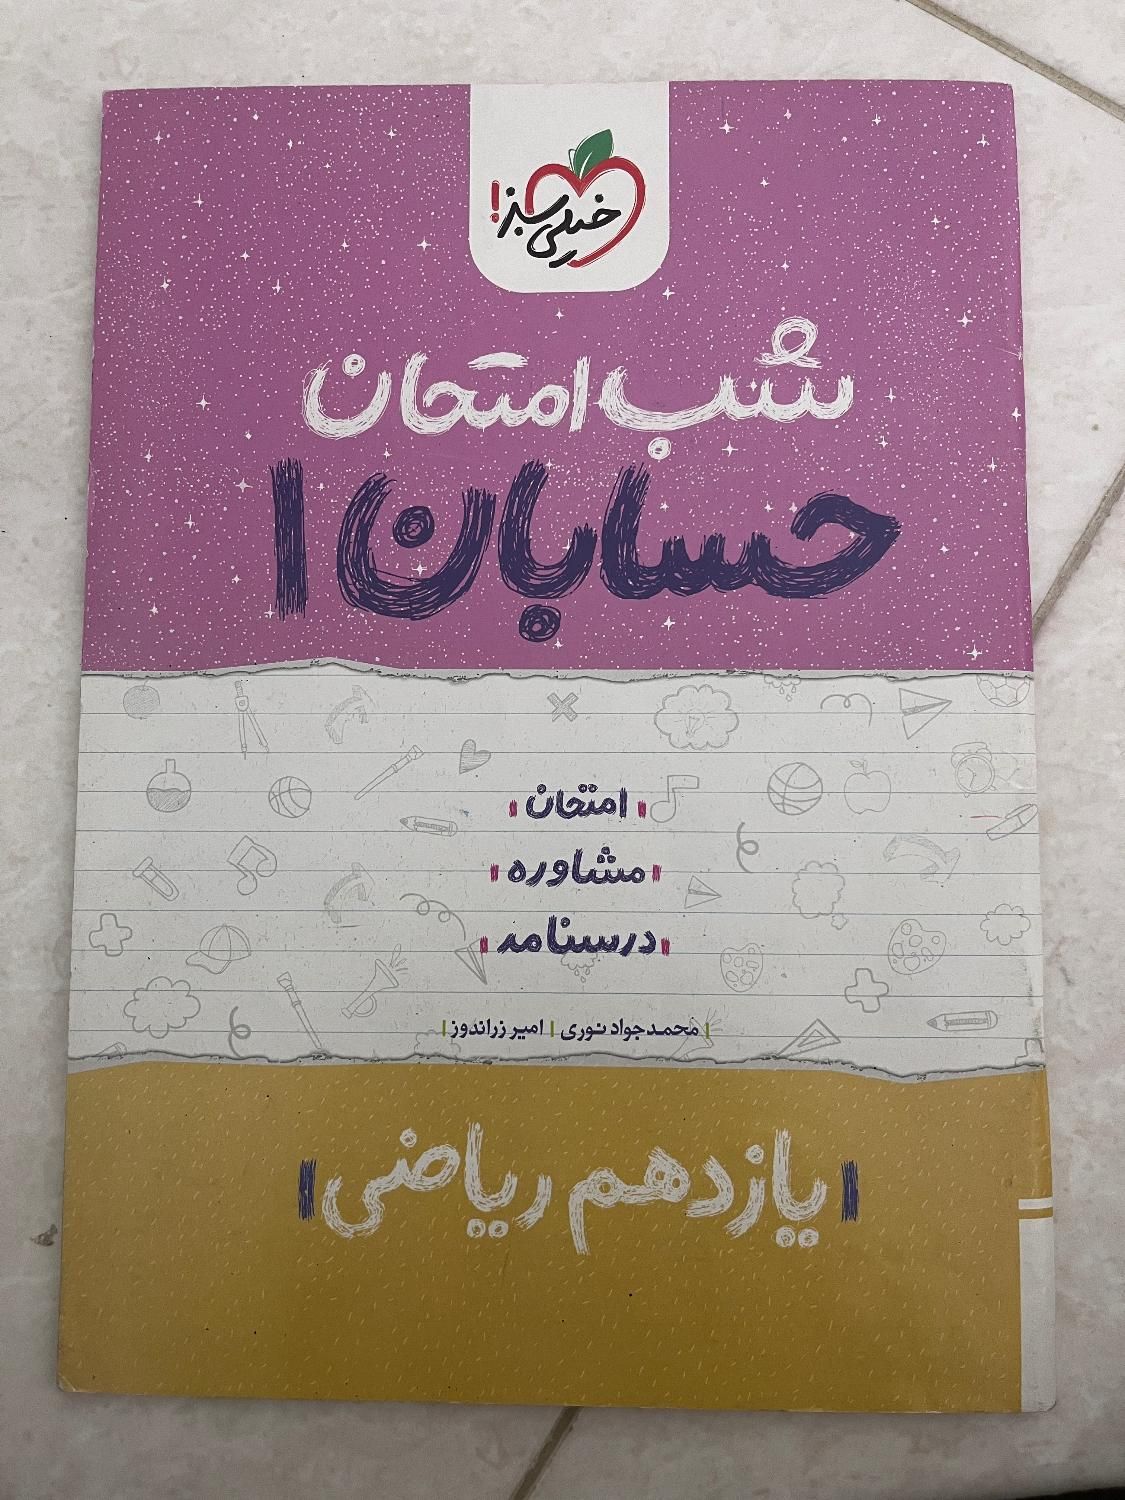 خیلی سبز!
شب امتحان
حسابان ۱
امتحان
مشاوره
درسنامه
| محمدجواد نوری | امیر زراندوز |
یازدهم ریاضی